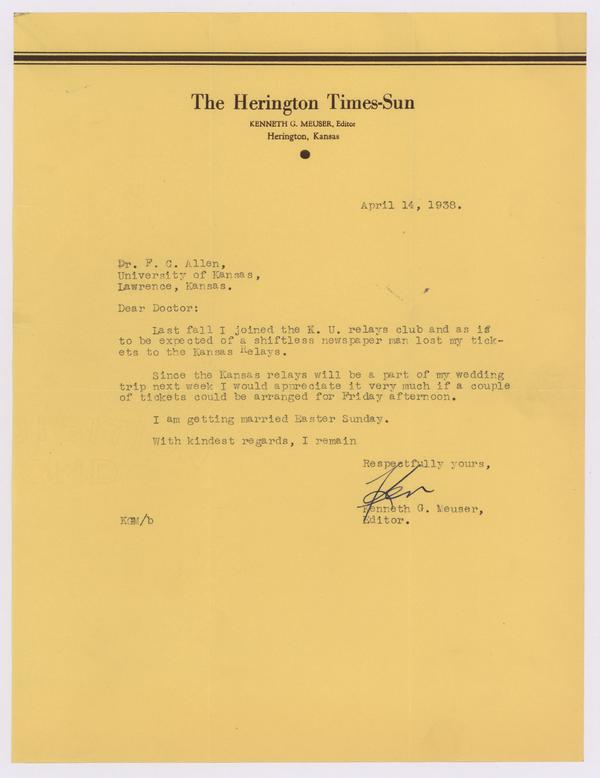 The Herington Times-Sun
KENNETH G. MEUSER, Editor
Herington, Kansas
April 14, 1938.
Dr. F. C. Allen,
University of Kansas,
Lawrence, Kansas.
Dear Doctor:
Last fall I joined the K. U. relays club and as is
to be expected of a shiftless newspaper man lost my tick-
ets to the Kansas Relays.
Since the Kansas relays will be a part of my wedding
trip next week I would appreciate it very much if a couple
of tickets could be arranged for Friday afternoon.
I am getting married Easter Sunday.
With kindest regards, I remain
Respectfully yours,
Ken
Kenneth G. Meuser,
Editor.
KGM/b